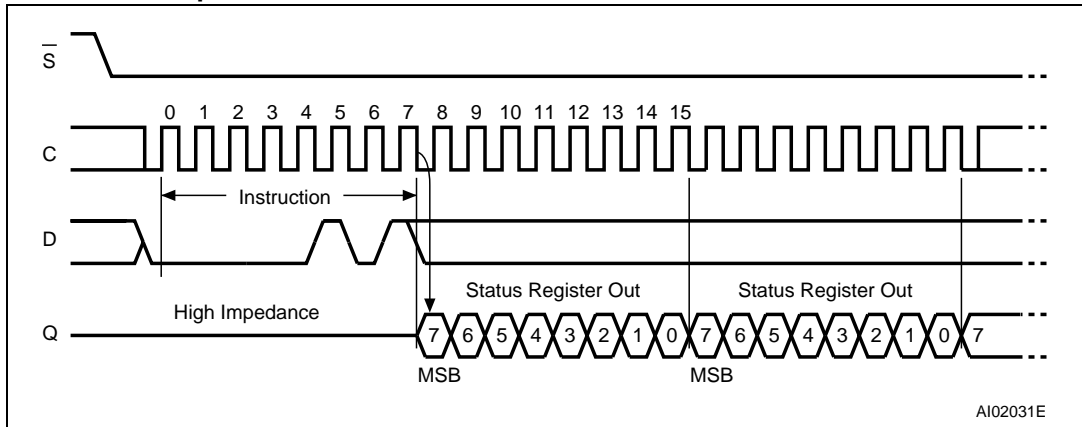 S
0 1 2 3 4 5 6 7 8 9 10 11 12 13 14 15
C
Instruction
D
Status Register Out Status Register Out
High Impedance
Q 7 6 5 4 3 2 1 0 7 6 5 4 3 2 1 0 7
MSB MSB
AI02031E